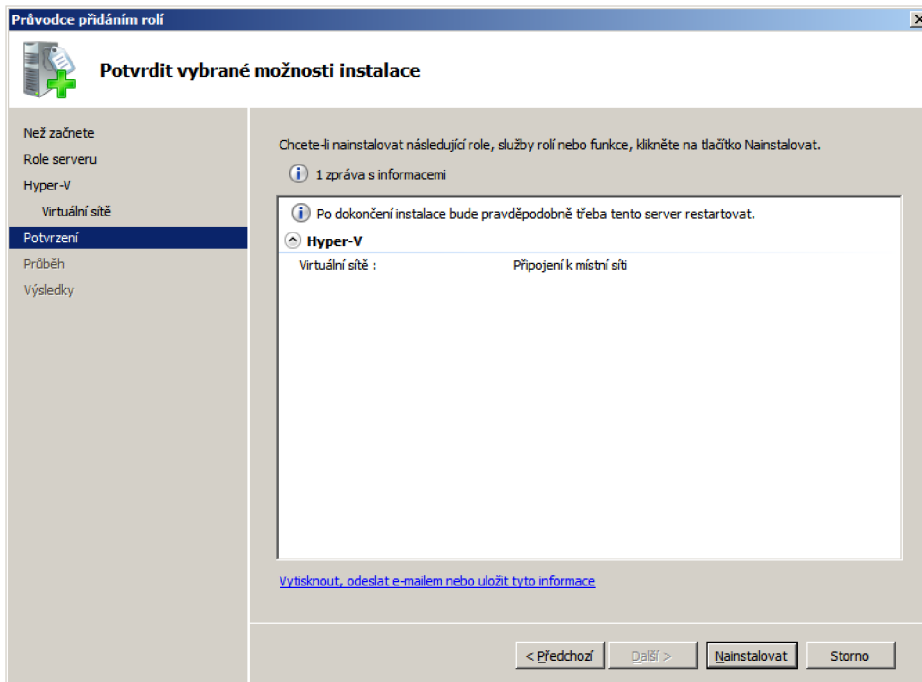 Průvodce přidáním rolí
Potvrdit vybrané možnosti instalace
Než začnete
Role serveru
Hyper-V
Virtuální sítě
Potvrzení
Průběh
Výsledky
Chcete-li nainstalovat následující role, služby rolí nebo funkce, klikněte na tlačítko Nainstalovat.
1 zpráva s informacemi
Po dokončení instalace bude pravděpodobně třeba tento server restartovat.
Hyper-V
Virtuální sítě : Připojení k místní síti
Vytisknout, odeslat e-mailem nebo uložit tyto informace
< Předchozí Další > Nainstalovat Storno